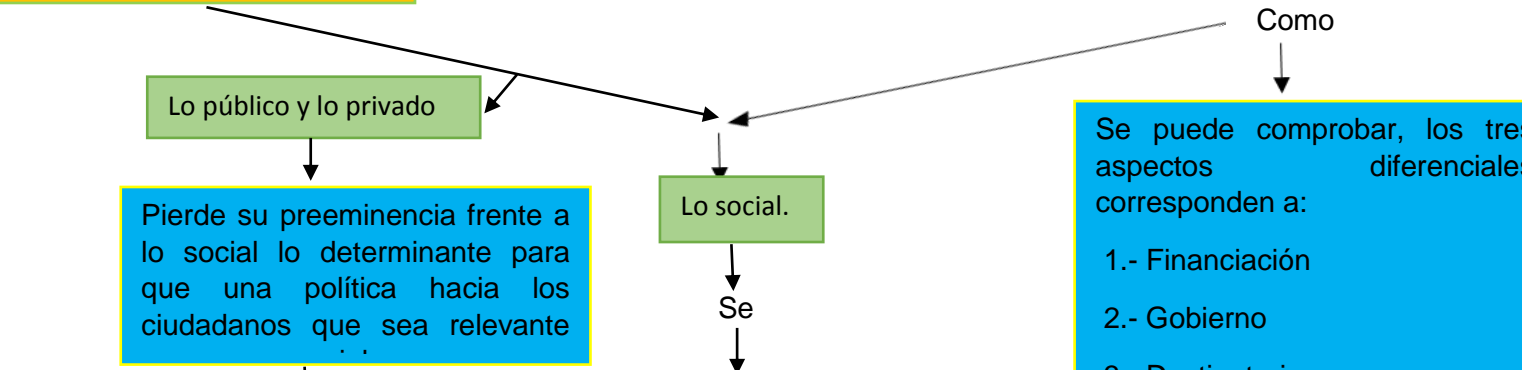 Como
Lo público y lo privado
Se puede comprobar, los tres
aspectos diferenciales
corresponden a:
1.- Financiación
2.- Gobierno
Pierde su preeminencia frente a
lo social lo determinante para
que una política hacia los
ciudadanos que sea relevante
Lo social.
Se